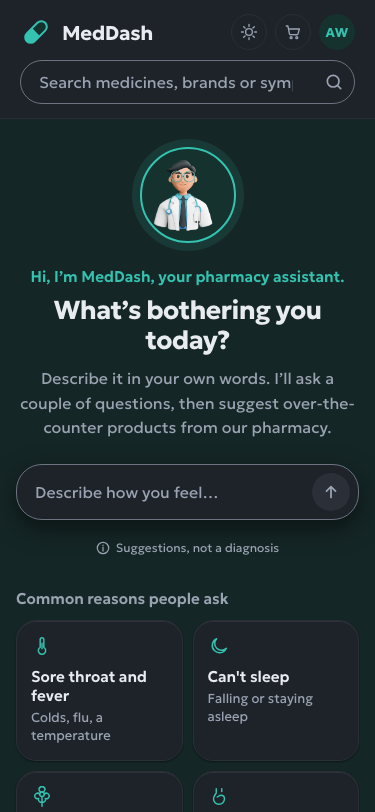 MedDash
AW
Search medicines, brands or sym
Hi, I’m MedDash, your pharmacy assistant.
What’s bothering you
today?
Describe it in your own words. I’ll ask a
couple of questions, then suggest over-the-
counter products from our pharmacy.
Describe how you feel…
Suggestions, not a diagnosis
Common reasons people ask
Sore throat and
fever
Colds, flu, a
temperature
Can't sleep
Falling or staying
asleep